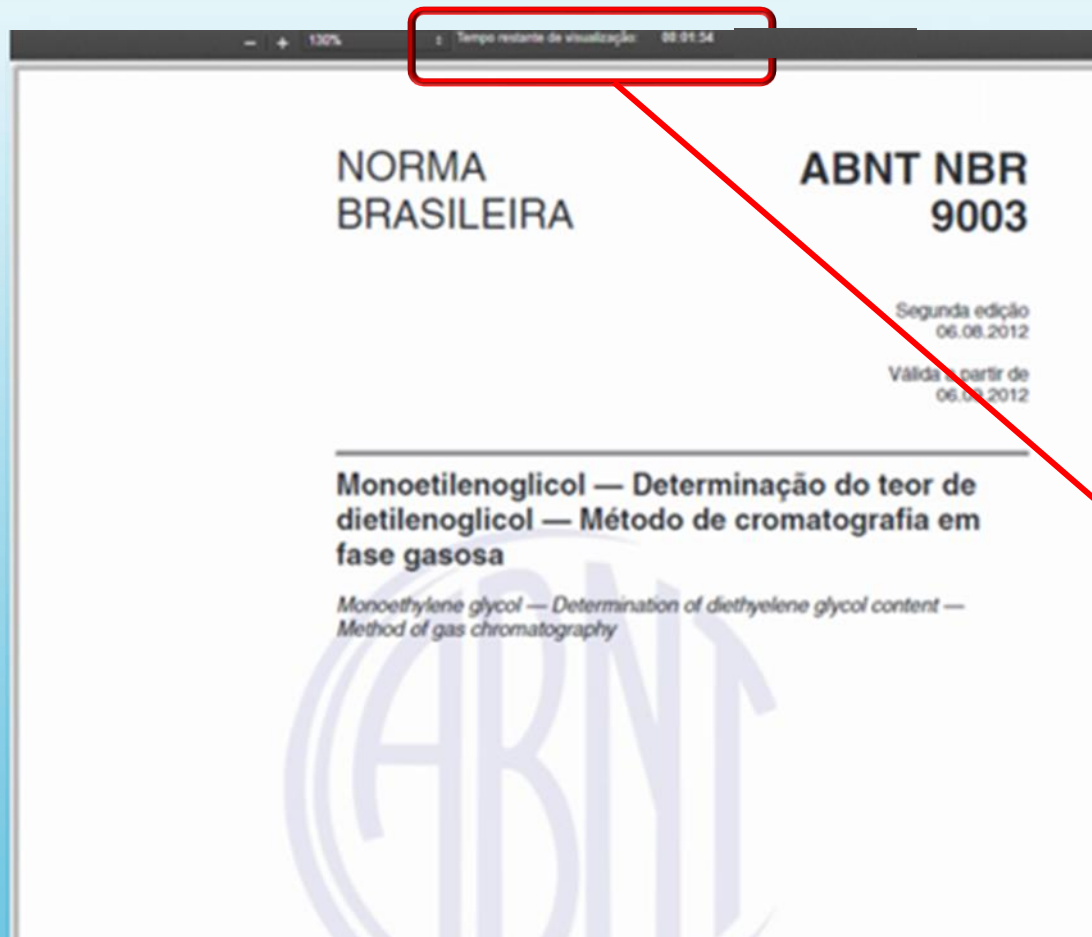 − + 130% Tempo restante de visualização: 00:01:54
NORMA
BRASILEIRA
ABNT NBR
9003
Segunda edição
06.08.2012
Válida a partir de
06.09.2012
Monoetilenoglicol — Determinação do teor de
dietilenoglicol — Método de cromatografia em
fase gasosa
Monoethylene glycol — Determination of diethyelene glycol content —
Method of gas chromatography
ABNT